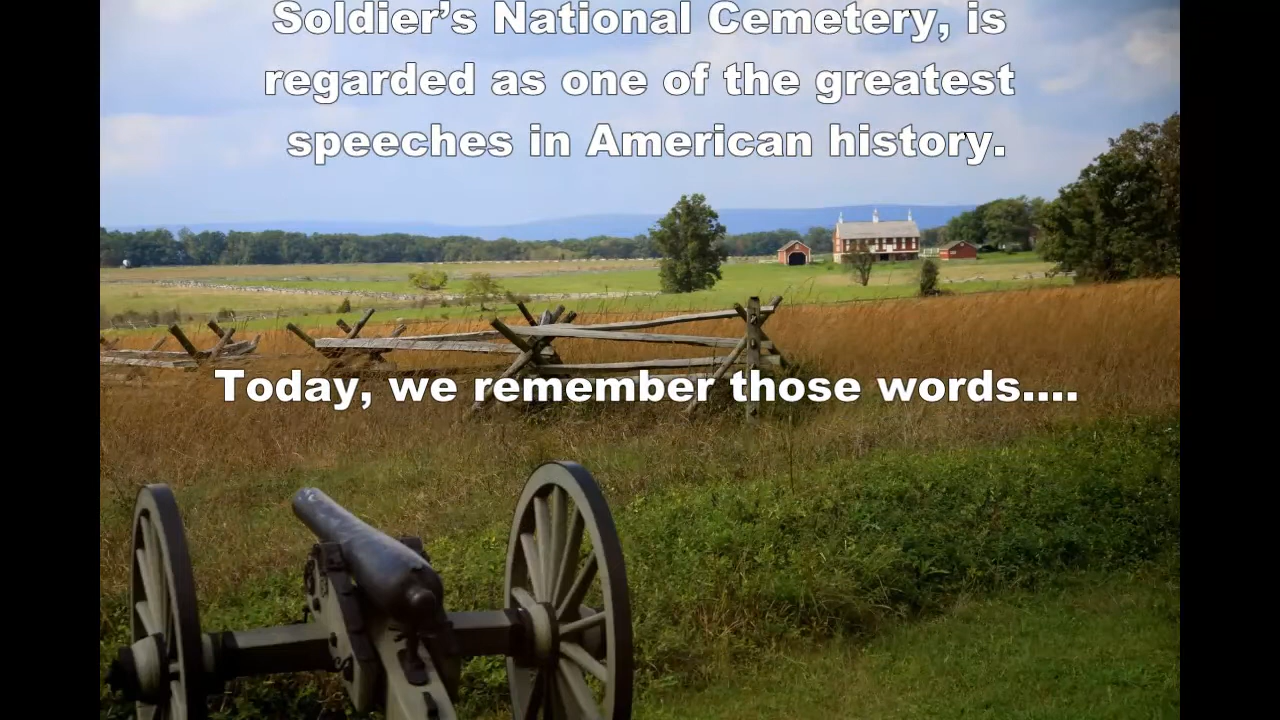 Soldier’s National Cemetery, is
regarded as one of the greatest
speeches in American history.
Today, we remember those words....